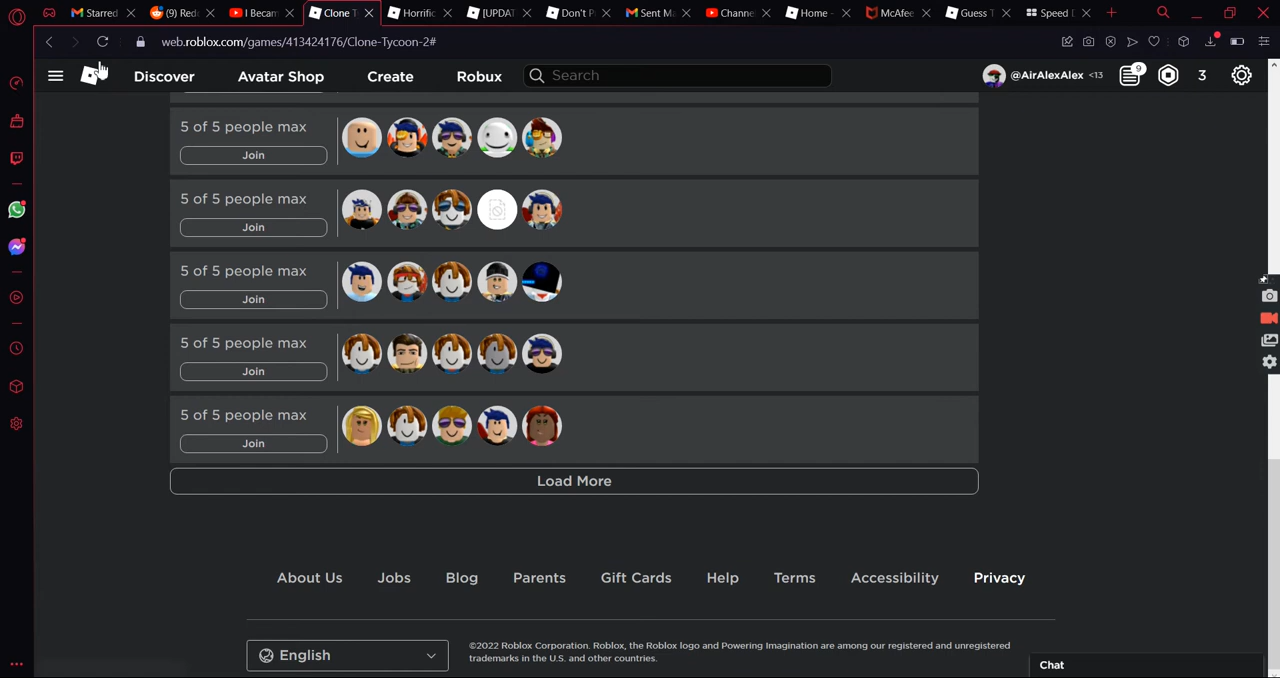 Starred
(9) Red
I Becam
Clone T
Horrific
[UPDAT
Don't P
Sent Ma
Channe
Home -
McAfee
Guess T
Speed D
web.roblox.com/games/413424176/Clone-Tycoon-2#
Discover
Avatar Shop
Create
Robux
Search
@AirAlexAlex <13
9
3
5 of 5 people max
Join
5 of 5 people max
Join
5 of 5 people max
Join
5 of 5 people max
Join
5 of 5 people max
Join
Load More
About Us
Jobs
Blog
Parents
Gift Cards
Help
Terms
Accessibility
Privacy
English
©2022 Roblox Corporation. Roblox, the Roblox logo and Powering Imagination are among our registered and unregistered
trademarks in the U.S. and other countries.
Chat